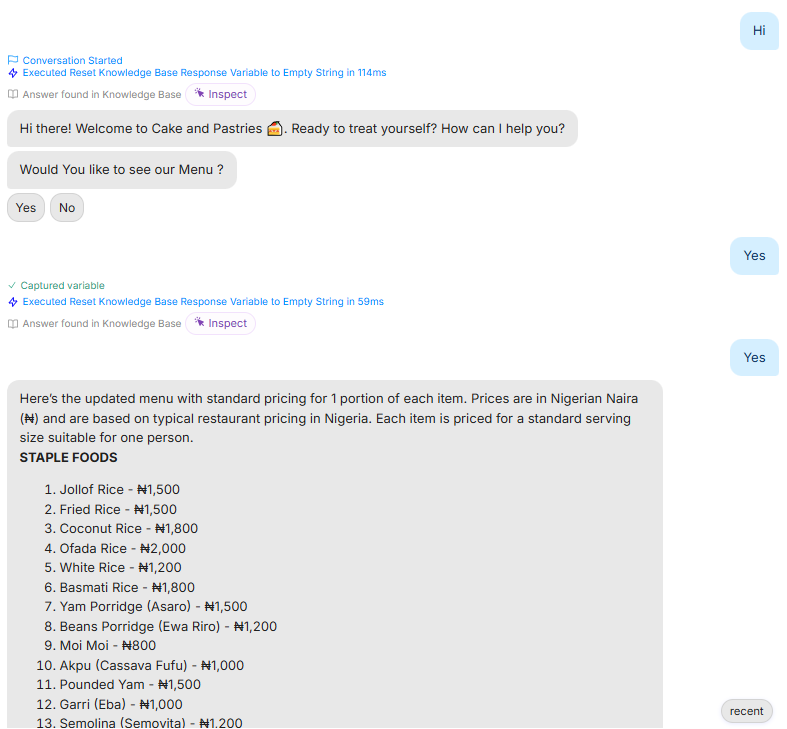 Hi
Conversation Started
Executed Reset Knowledge Base Response Variable to Empty String in 114ms
Answer found in Knowledge Base Inspect
Hi there! Welcome to Cake and Pastries 🍰. Ready to treat yourself? How can I help you?
Would You like to see our Menu ?
Yes No
Yes
Captured variable
Executed Reset Knowledge Base Response Variable to Empty String in 59ms
Answer found in Knowledge Base Inspect
Yes
Here’s the updated menu with standard pricing for 1 portion of each item. Prices are in Nigerian Naira
(₦) and are based on typical restaurant pricing in Nigeria. Each item is priced for a standard serving
size suitable for one person.
STAPLE FOODS
1. Jollof Rice - ₦1,500
2. Fried Rice - ₦1,500
3. Coconut Rice - ₦1,800
4. Ofada Rice - ₦2,000
5. White Rice - ₦1,200
6. Basmati Rice - ₦1,800
7. Yam Porridge (Asaro) - ₦1,500
8. Beans Porridge (Ewa Riro) - ₦1,200
9. Moi Moi - ₦800
10. Akpu (Cassava Fufu) - ₦1,000
11. Pounded Yam - ₦1,500
12. Garri (Eba) - ₦1,000
13. Semolina (Semovita) - ₦1,200
recent